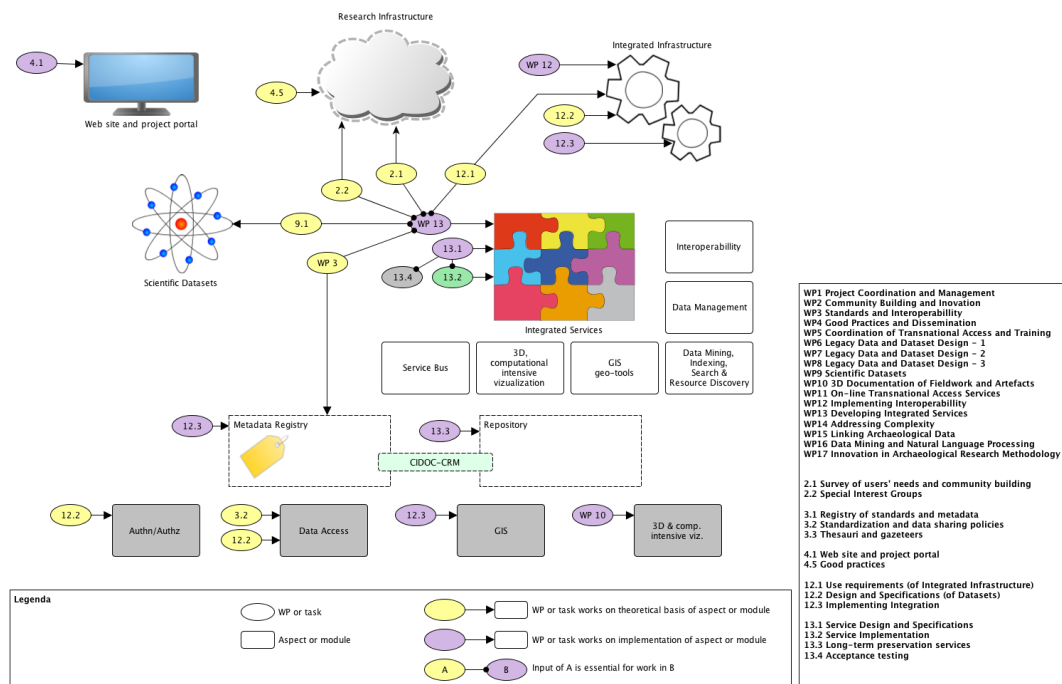 Research Infrastructure
Integrated Infrastructure
4.1
WP 12
4.5
12.2
Web site and project portal
12.3
2.1
12.1
2.2
9.1
WP 13
13.1
Interoperabillity
WP 3
13.4
13.2
Scientific Datasets
Data Management
Integrated Services
Service Bus
3D,
computational
intensive
vizualization
GIS
geo-tools
Data Mining,
Indexing,
Search &
Resource Discovery
12.3
Metadata Registry
13.3
Repository
CIDOC-CRM
12.2
Authn/Authz
3.2
12.2
Data Access
12.3
GIS
WP 10
3D & comp.
intensive viz.
Legenda
WP or task
Aspect or module
WP or task works on theoretical basis of aspect or module
WP or task works on implementation of aspect or module
A
B
Input of A is essential for work in B
WP1 Project Coordination and Management
WP2 Community Building and Inovation
WP3 Standards and Interoperabillity
WP4 Good Practices and Dissemination
WP5 Coordination of Transnational Access and Training
WP6 Legacy Data and Dataset Design - 1
WP7 Legacy Data and Dataset Design - 2
WP8 Legacy Data and Dataset Design - 3
WP9 Scientific Datasets
WP10 3D Documentation of Fieldwork and Artefacts
WP11 On-line Transnational Access Services
WP12 Implementing Interoperabillity
WP13 Developing Integrated Services
WP14 Addressing Complexity
WP15 Linking Archaeological Data
WP16 Data Mining and Natural Language Processing
WP17 Innovation in Archaeological Research Methodology
2.1 Survey of users' needs and community building
2.2 Special Interest Groups
3.1 Registry of standards and metadata
3.2 Standardization and data sharing policies
3.3 Thesauri and gazeteers
4.1 Web site and project portal
4.5 Good practices
12.1 Use requirements (of Integrated Infrastructure)
12.2 Design and Specifications (of Datasets)
12.3 Implementing Integration
13.1 Service Design and Specifications
13.2 Service Implementation
13.3 Long-term preservation services
13.4 Acceptance testing